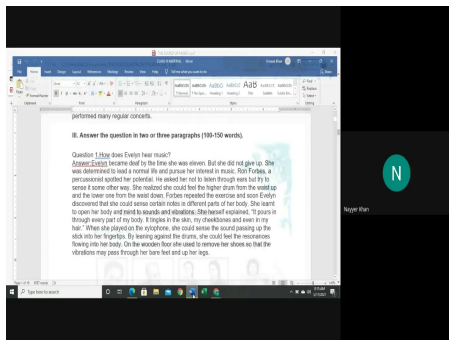 File Home Insert Design Layout References Mailings Review View Help
performed many regular concerts.
III. Answer the question in two or three paragraphs (100-150 words).
Question 1.How does Evelyn hear music?
Answer:Evelyn became deaf by the time she was eleven. But she did not give up. She
was determined to lead a normal life and pursue her interest in music. Ron Forbes, a
percussionist spotted her potential. He asked her not to listen through ears but try to
sense it some other way. She realized she could feel the higher drum from the waist up
and the lower one from the waist down. Forbes repeated the exercise and soon Evelyn
discovered that she could sense certain notes in different parts of her body. She learnt
to open her body and mind to sounds and vibrations. She herself explained, "It pours in
through every part of my body. It tingles in the skin, my cheekbones and even in my
hair." When she played on the xylophone, she could sense the sound passing up the
stick into her fingertips. By leaning against the drums, she could feel the resonances
flowing into her body. On the wooden floor she used to remove her shoes so that the
vibrations may pass through her bare feet and up her legs.
Type here to search
N
Nayyer Khan